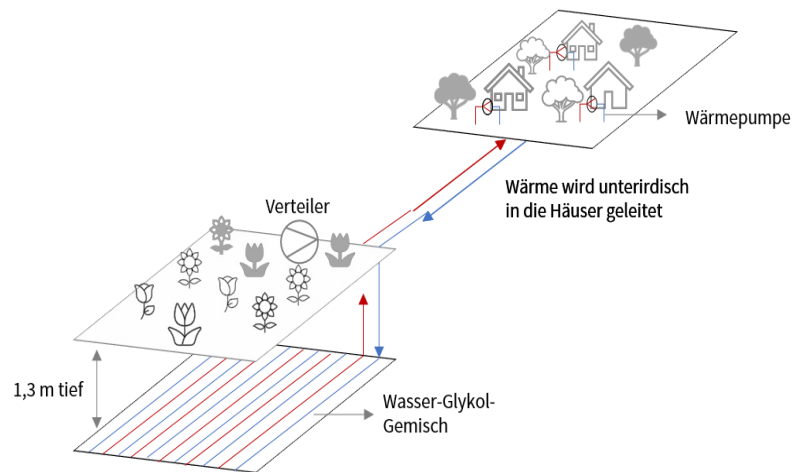 Wärmepumpe
Wärme wird unterirdisch
in die Häuser geleitet
Verteiler
1,3 m tief
Wasser-Glykol-
Gemisch